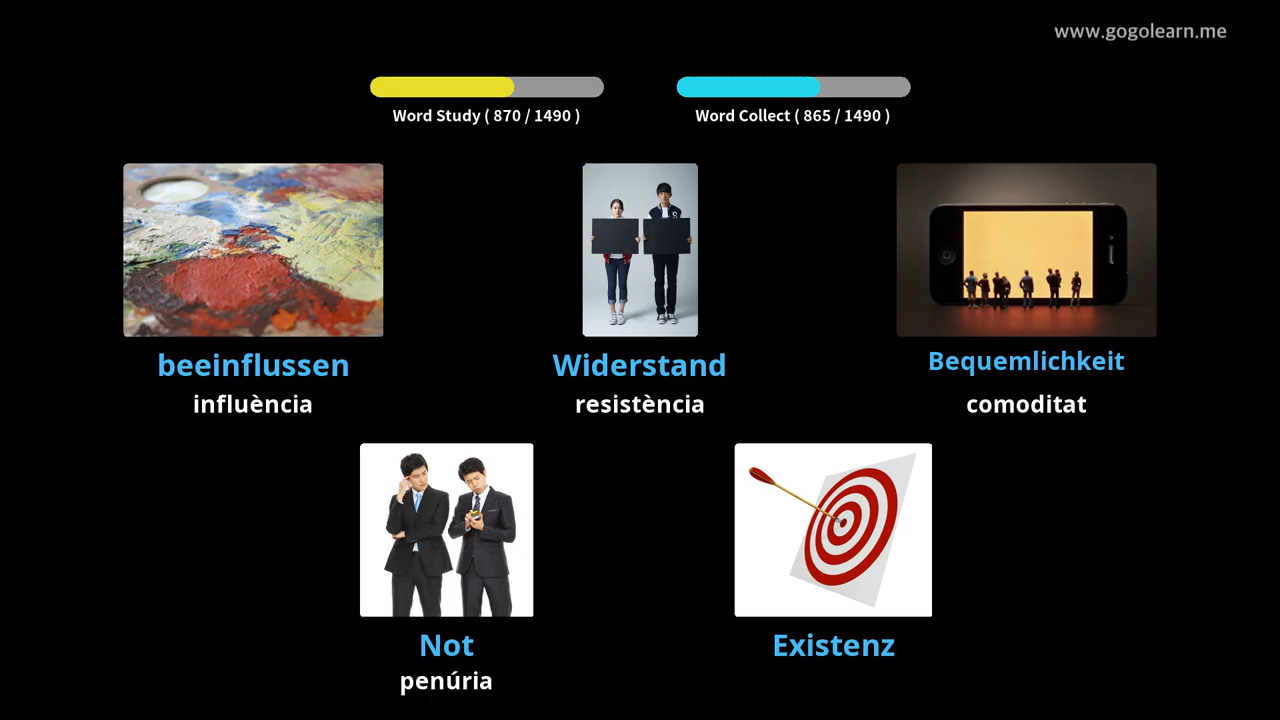 www.gogolearn.me
Word Study ( 870 / 1490 )
Word Collect ( 865 / 1490 )
beeinflussen
influència
Widerstand
resistència
Bequemlichkeit
comoditat
Not
penúria
Existenz